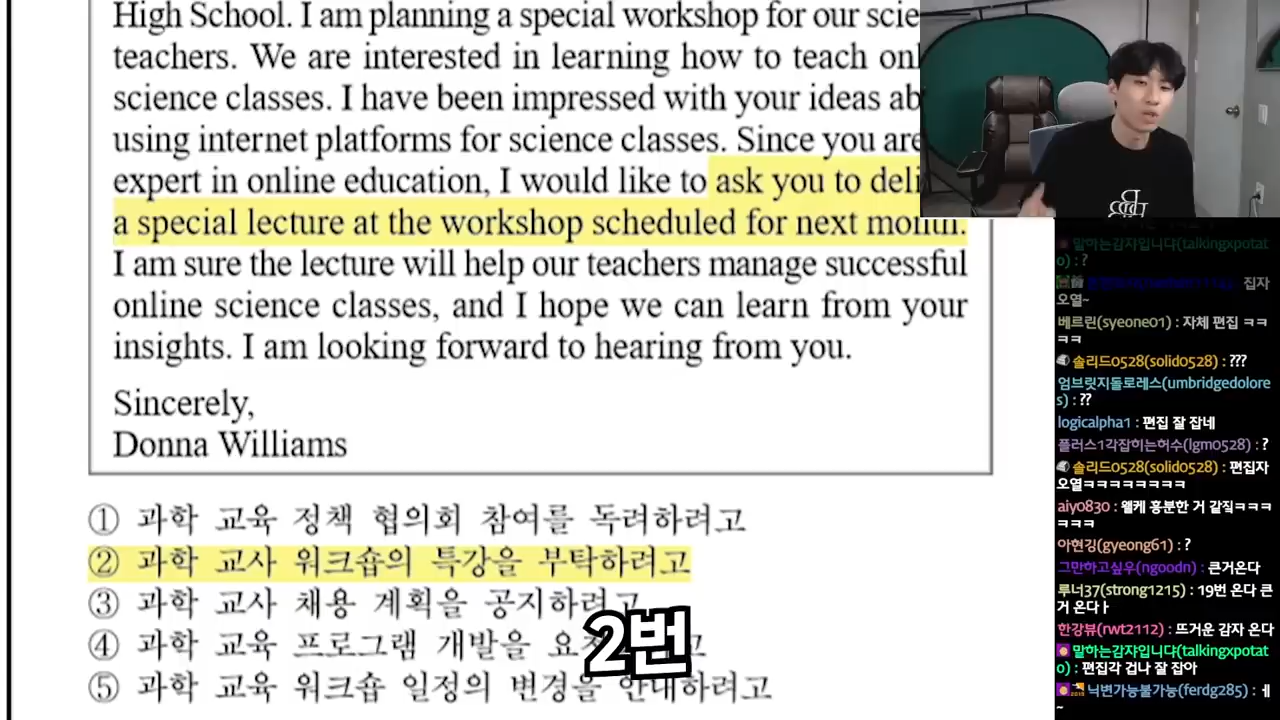 High School. I am planning a special workshop for our scie
teachers. We are interested in learning how to teach onl
science classes. I have been impressed with your ideas ab
using internet platforms for science classes. Since you are
expert in online education, I would like to ask you to deli
a special lecture at the workshop scheduled for next month.
I am sure the lecture will help our teachers manage successful
online science classes, and I hope we can learn from your
insights. I am looking forward to hearing from you.
Sincerely,
Donna Williams
① 과학 교육 정책 협의회 참여를 독려하려고
② 과학 교사 워크숍의 특강을 부탁하려고
③ 과학 교사 채용 계획을 공지하려고
④ 과학 교육 프로그램 개발을 요 고
⑤ 과학 교육 워크숍 일정의 변경을 안내하려고
2번
말하는감쟈입니댜(talkingxpotat
o) : ?
집자
오열~
베르린(syeone01) : 자체 편집 ㅋㅋ
ㅋㅋ
솔리드0528(solid0528) : ???
엄브릿지돌로레스(umbridgedolore
s) : ??
logicalpha1 : 편집 잘 잡네
플러스1각잡히는허수(lgm0528) : ?
솔리드0528(solid0528) : 편집자
오열ㅋㅋㅋㅋㅋㅋㅋㅋ
aiy0830 : 왤케 흥분한 거 같짘ㅋㅋㅋ
ㅋㅋㅋ
아현깅(gyeong61) : ?
그만하고싶우(ngoodn) : 큰거온다
루너37(strong1215) : 19번 온다 큰
거 온다ㅏ
한강뷰(rwt2112) : 뜨거운 감자 온다
말하는감쟈입니댜(talkingxpotat
o) : 편집각 겁나 잘 잡아
닉변가능불가능(ferdg285) : ㅔ
~